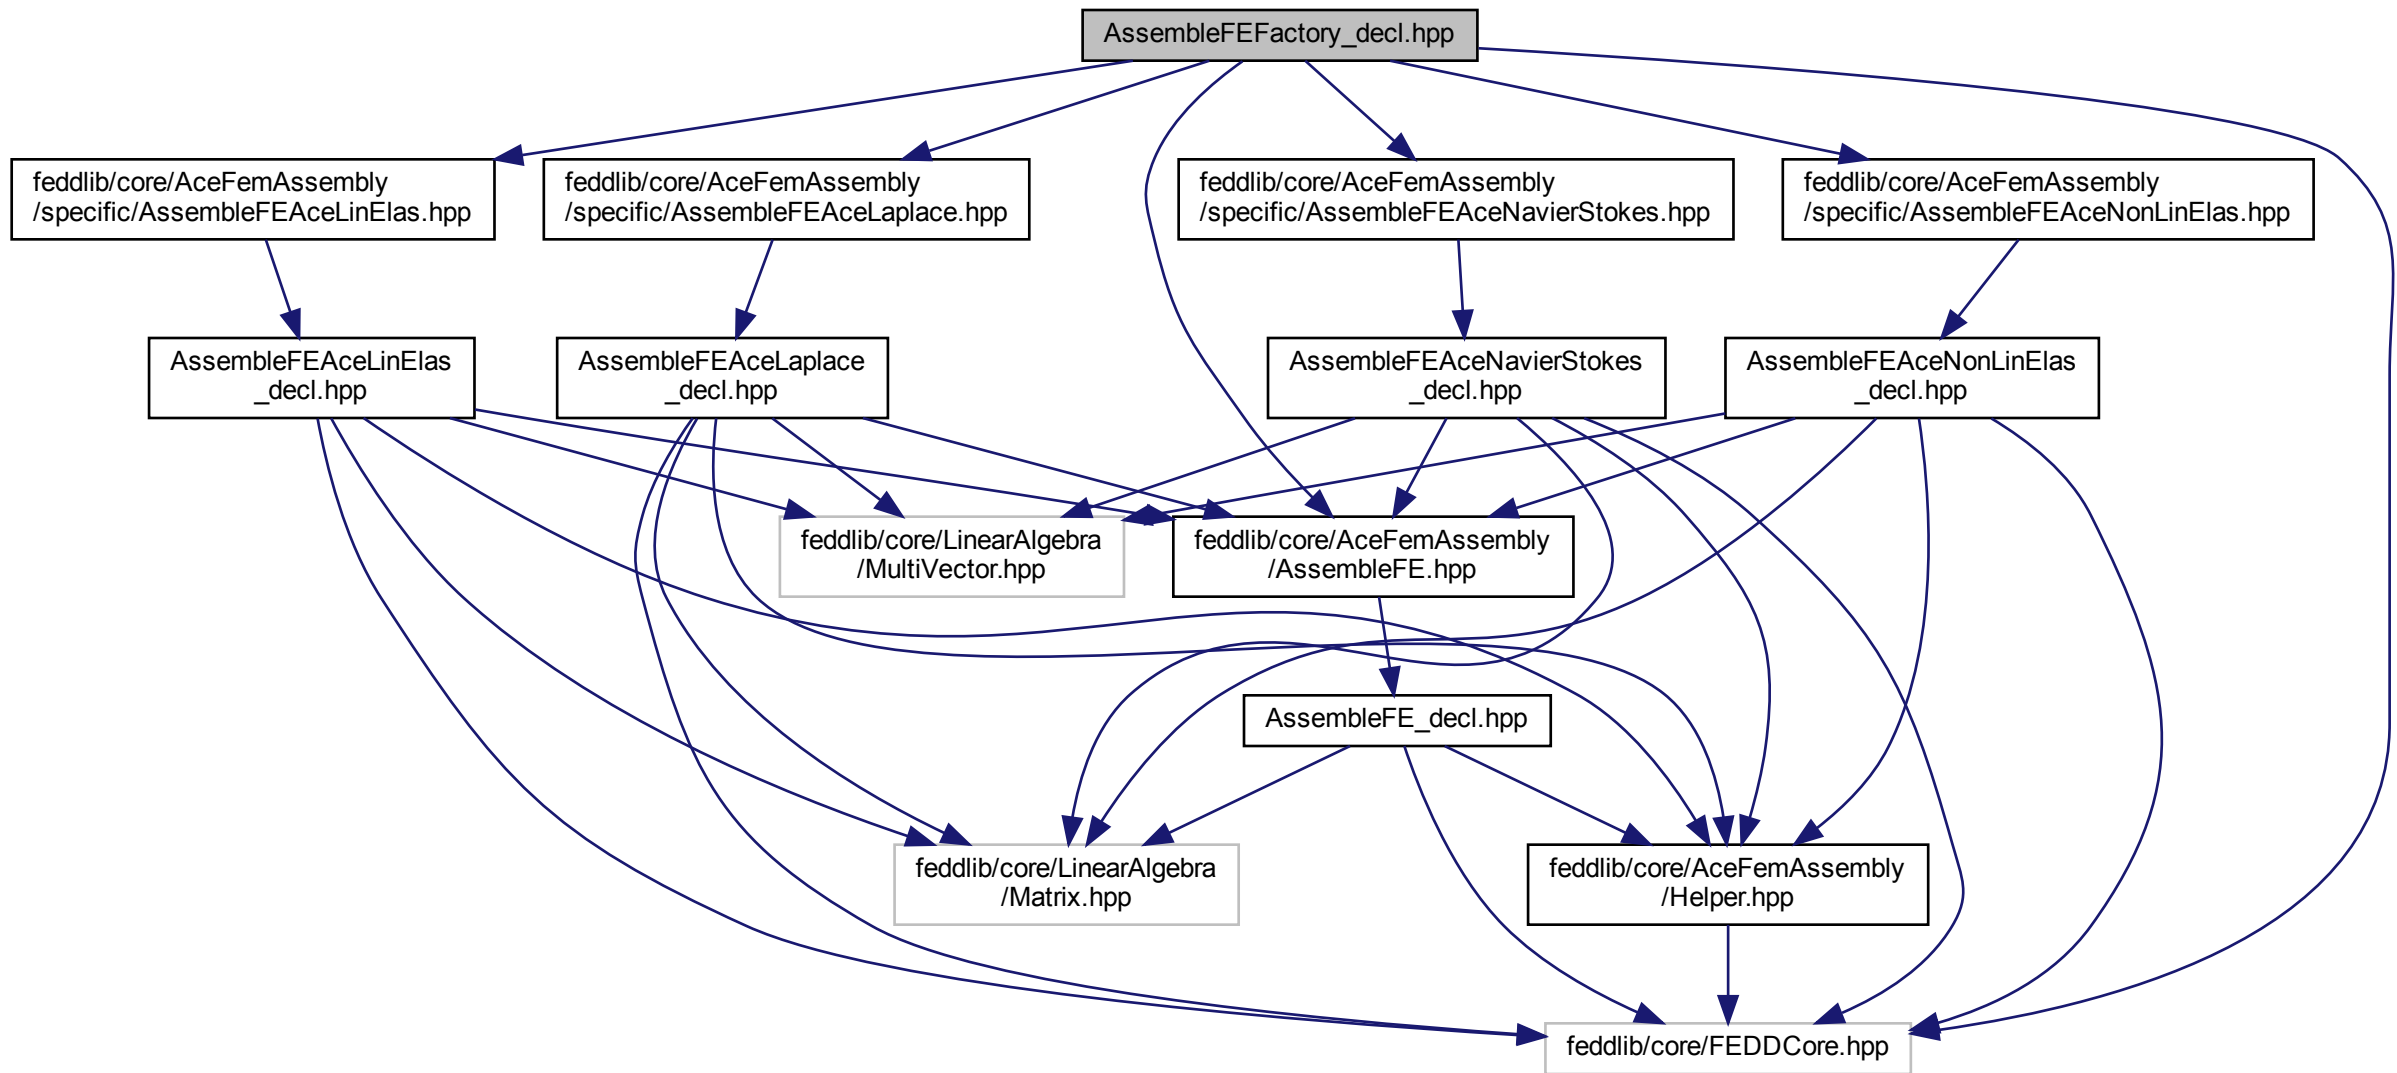 AssembleFEFactory_decl.hpp
feddlib/core/AceFemAssembly
/specific/AssembleFEAceLinElas.hpp
feddlib/core/AceFemAssembly
/specific/AssembleFEAceLaplace.hpp
feddlib/core/AceFemAssembly
/specific/AssembleFEAceNavierStokes.hpp
feddlib/core/AceFemAssembly
/specific/AssembleFEAceNonLinElas.hpp
AssembleFEAceLinElas
_decl.hpp
AssembleFEAceLaplace
_decl.hpp
AssembleFEAceNavierStokes
_decl.hpp
AssembleFEAceNonLinElas
_decl.hpp
feddlib/core/LinearAlgebra
/MultiVector.hpp
feddlib/core/AceFemAssembly
/AssembleFE.hpp
AssembleFE_decl.hpp
feddlib/core/LinearAlgebra
/Matrix.hpp
feddlib/core/AceFemAssembly
/Helper.hpp
feddlib/core/FEDDCore.hpp